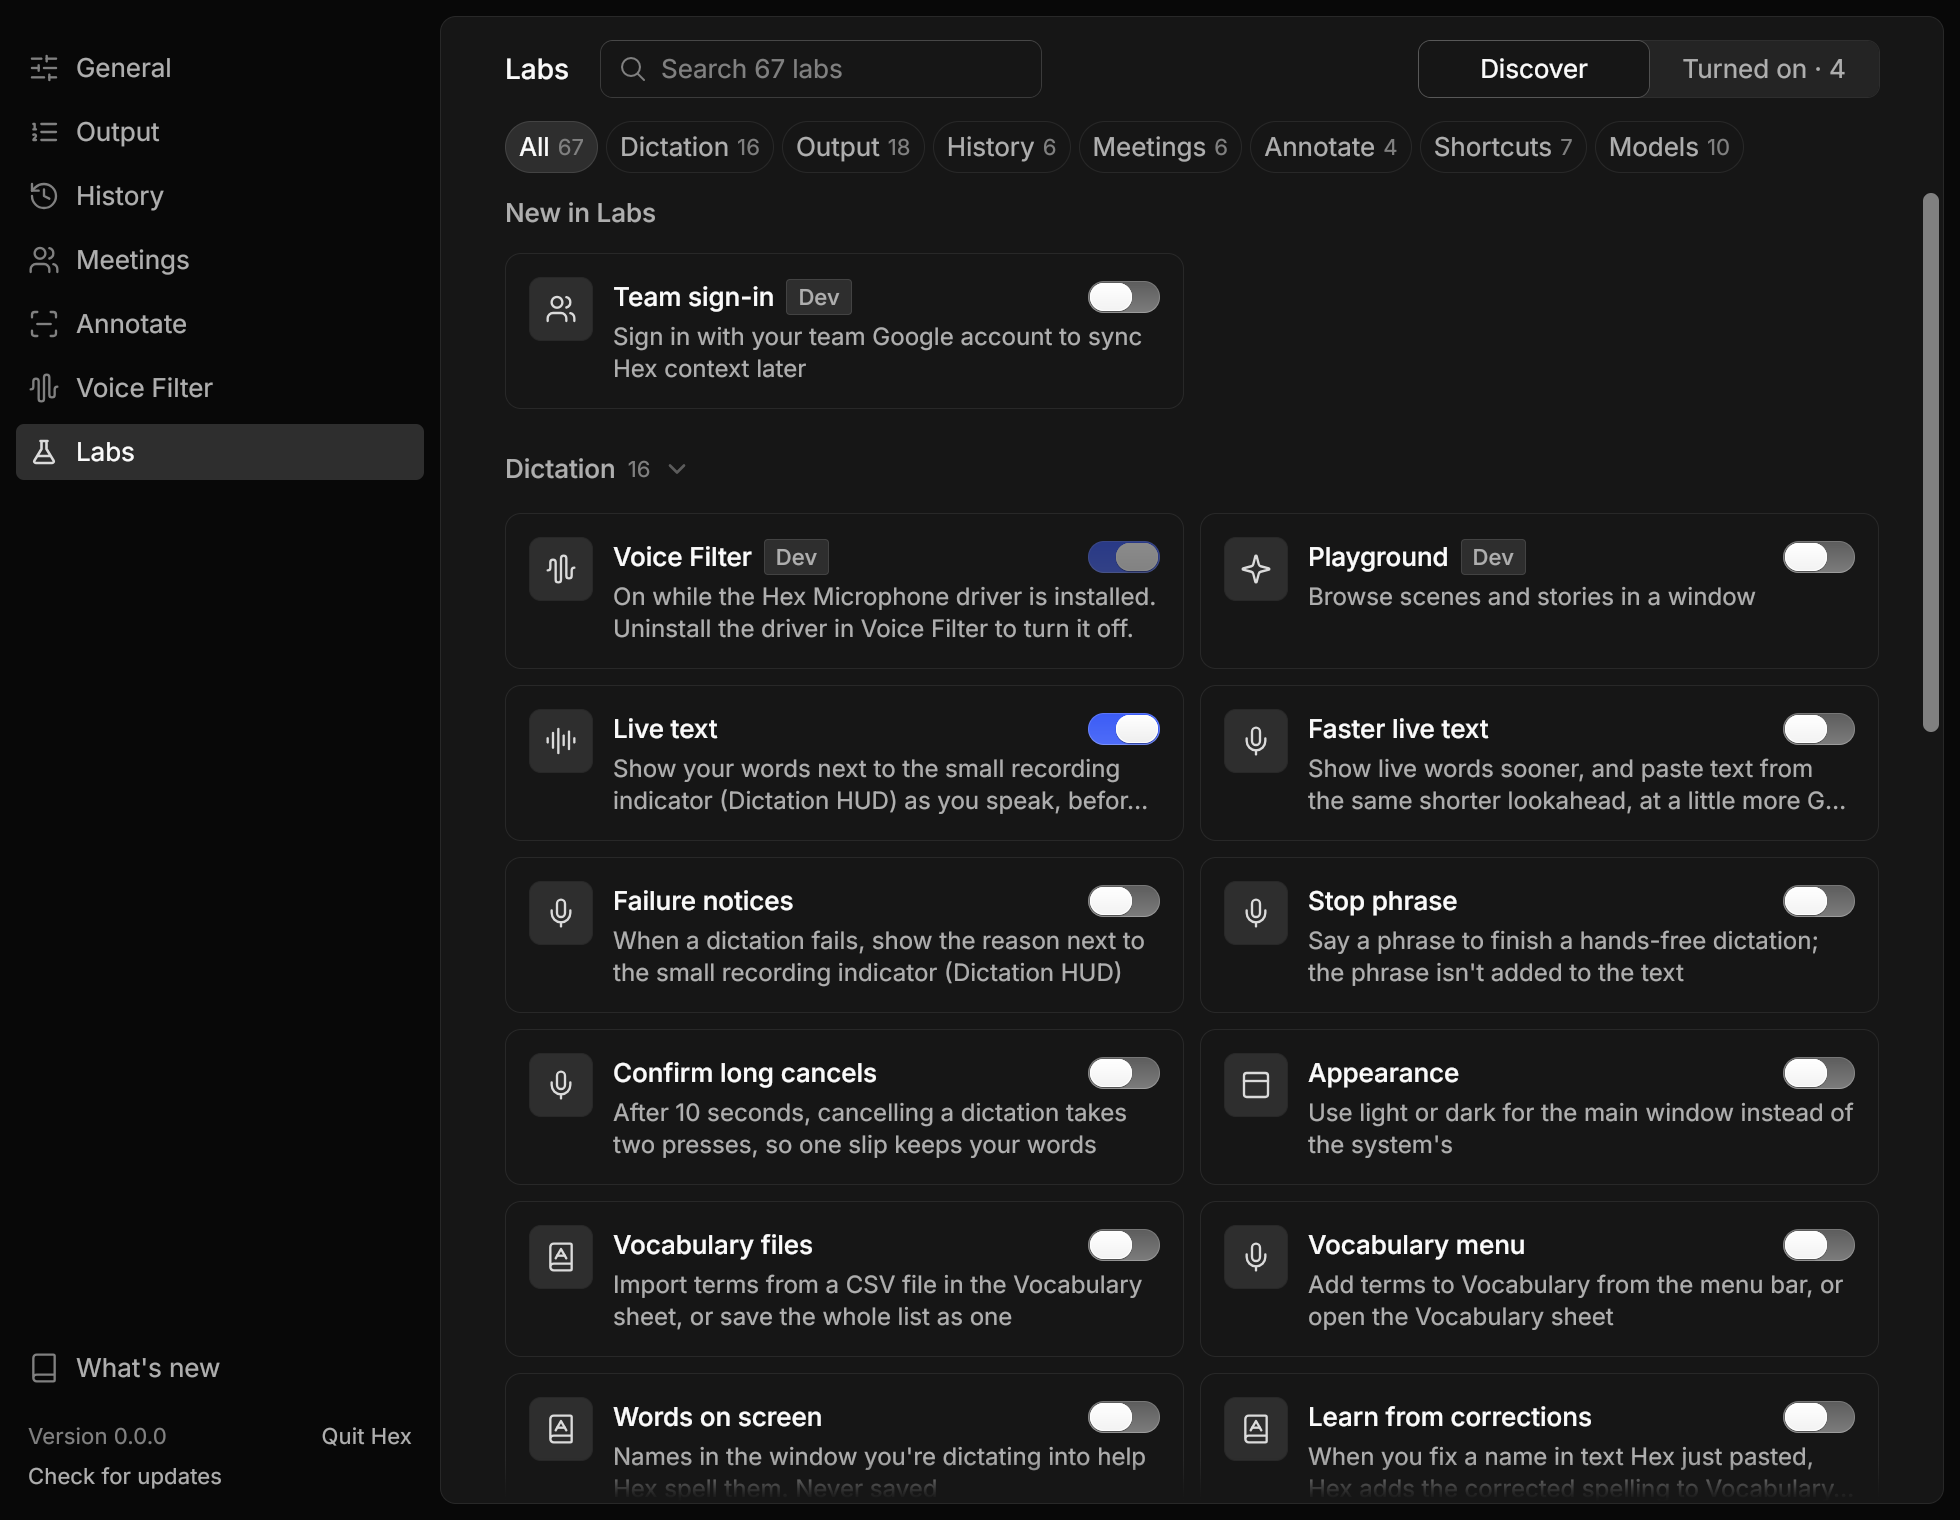 General
Output
History
Meetings
Annotate
Voice Filter
Labs
What's new
Version 0.0.0
Quit Hex
Check for updates
Labs
Search 67 labs
Discover
Turned on · 4
All 67
Dictation 16
Output 18
History 6
Meetings 6
Annotate 4
Shortcuts 7
Models 10
New in Labs
Team sign-in Dev
Sign in with your team Google account to sync
Hex context later
Dictation 16
Voice Filter Dev
On while the Hex Microphone driver is installed.
Uninstall the driver in Voice Filter to turn it off.
Playground Dev
Browse scenes and stories in a window
Live text
Show your words next to the small recording
indicator (Dictation HUD) as you speak, befor...
Faster live text
Show live words sooner, and paste text from
the same shorter lookahead, at a little more G...
Failure notices
When a dictation fails, show the reason next to
the small recording indicator (Dictation HUD)
Stop phrase
Say a phrase to finish a hands-free dictation;
the phrase isn't added to the text
Confirm long cancels
After 10 seconds, cancelling a dictation takes
two presses, so one slip keeps your words
Appearance
Use light or dark for the main window instead of
the system's
Vocabulary files
Import terms from a CSV file in the Vocabulary
sheet, or save the whole list as one
Vocabulary menu
Add terms to Vocabulary from the menu bar, or
open the Vocabulary sheet
Words on screen
Names in the window you're dictating into help
Hex spell them. Never saved
Learn from corrections
When you fix a name in text Hex just pasted,
Hex adds the corrected spelling to Vocabulary...